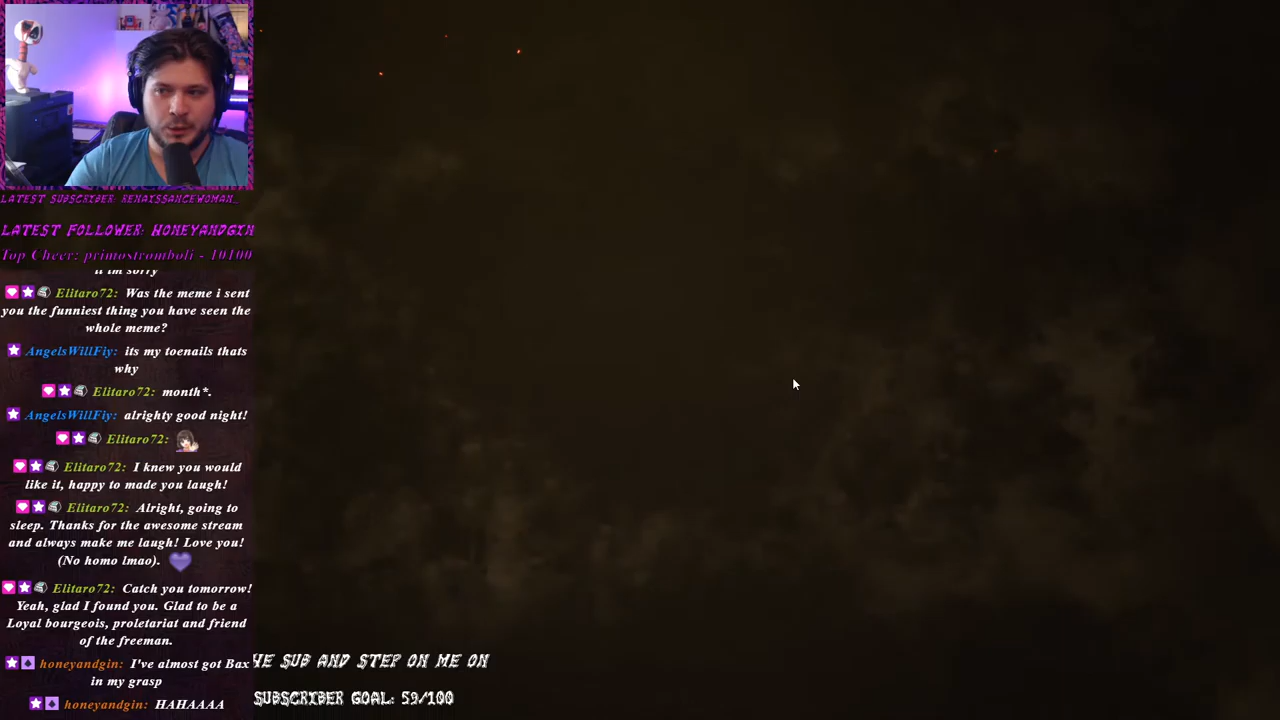 LATEST SUBSCRIBER: RENAISSANCEWOMAN_
LATEST FOLLOWER: HONEYANDGIN
Top Cheer: primostromboli - 10100
it im sorry
Elitaro72: Was the meme i sent
you the funniest thing you have seen the
whole meme?
AngelsWillFiy: its my toenails thats
why
Elitaro72: month*.
AngelsWillFiy: alrighty good night!
Elitaro72:
Elitaro72: I knew you would
like it, happy to made you laugh!
Elitaro72: Alright, going to
sleep. Thanks for the awesome stream
and always make me laugh! Love you!
(No homo lmao).
Elitaro72: Catch you tomorrow!
Yeah, glad I found you. Glad to be a
Loyal bourgeois, proletariat and friend
of the freeman.
honeyandgin: I've almost got Bax
in my grasp
honeyandgin: HAHAAAA
SUB AND STEP ON ME ON
SUBSCRIBER GOAL: 59/100